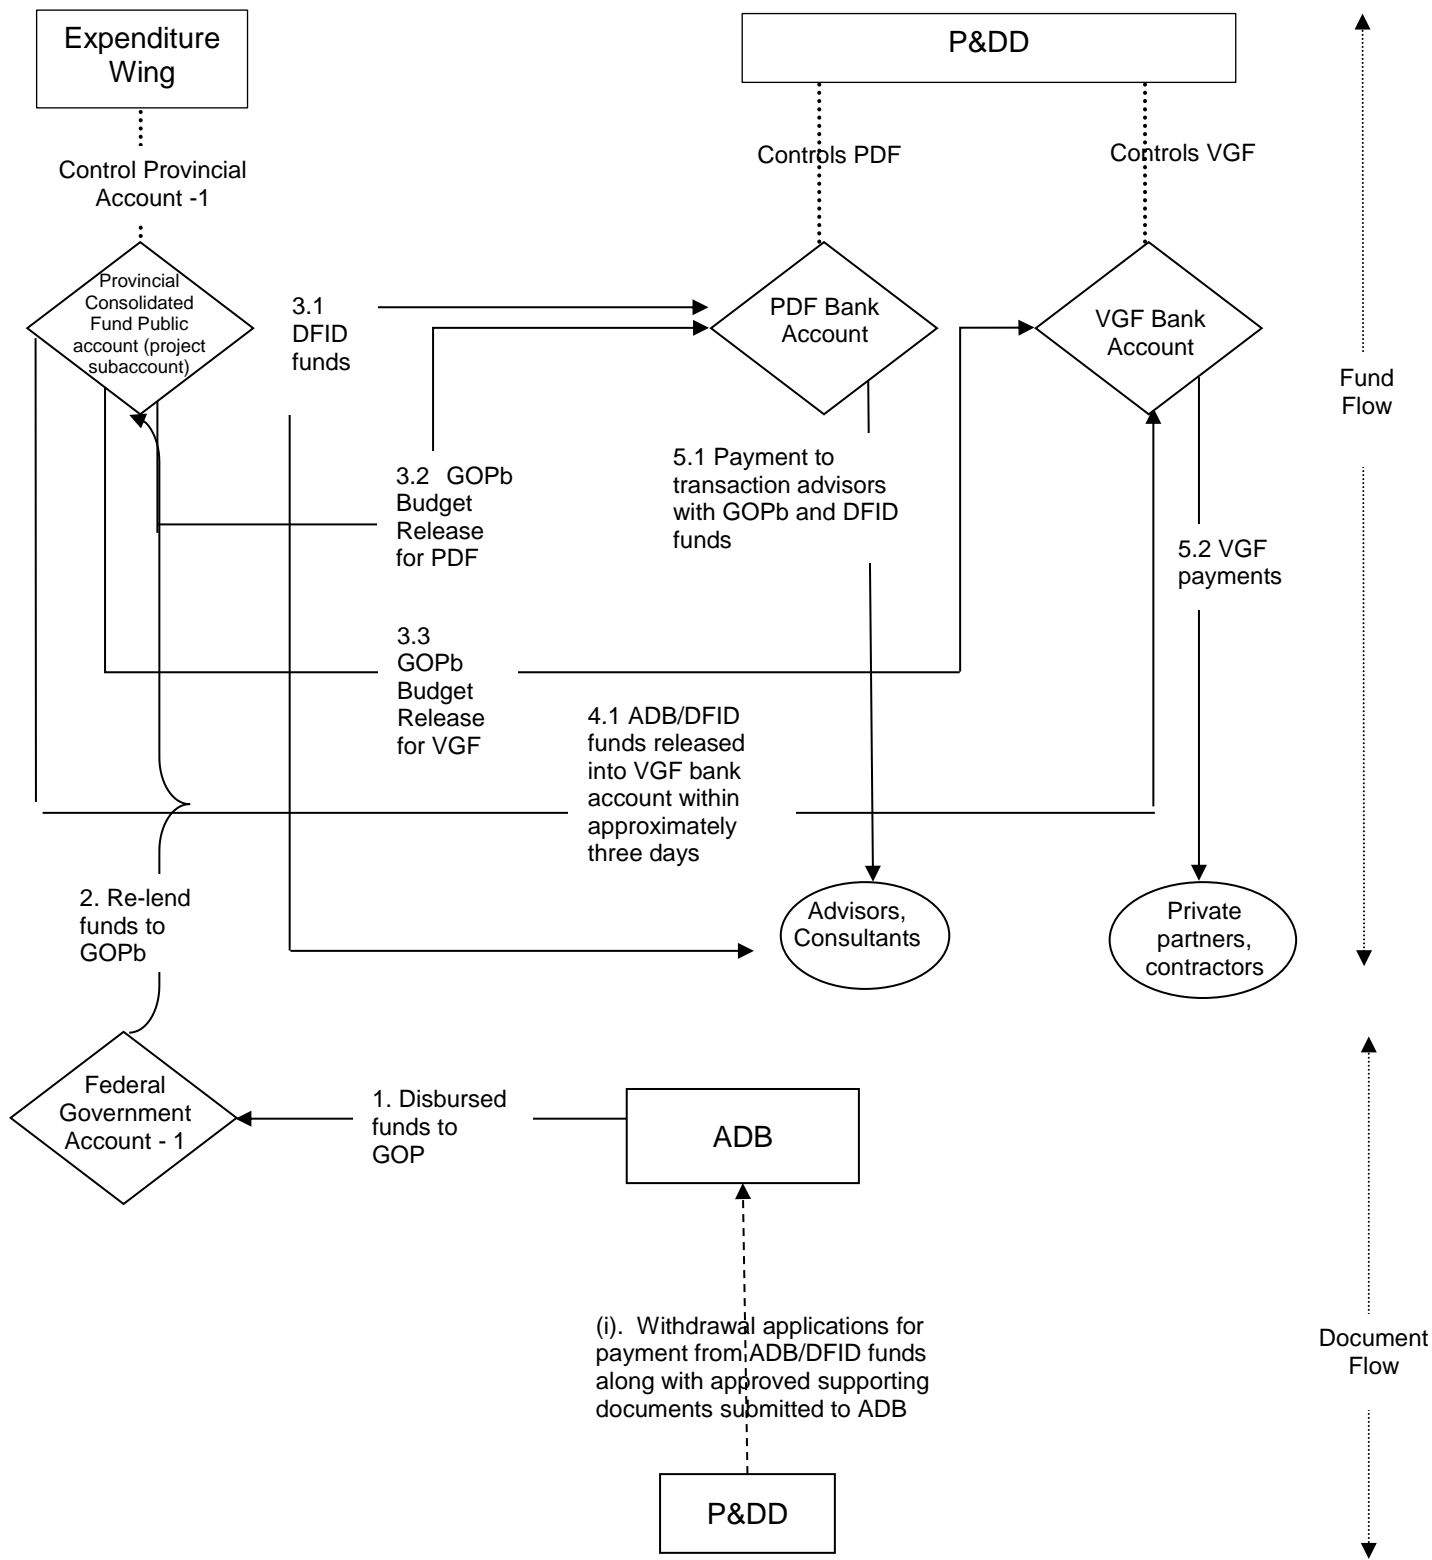 Expenditure
Wing
P&DD
Control Provincial
Account -1
Controls PDF
Controls VGF
Provincial
Consolidated
Fund Public
account (project
subaccount)
3.1
DFID
funds
PDF Bank
Account
VGF Bank
Account
Fund
Flow
3.2 GOPb
Budget
Release
for PDF
5.1 Payment to
transaction advisors
with GOPb and DFID
funds
5.2 VGF
payments
3.3
GOPb
Budget
Release
for VGF
4.1 ADB/DFID
funds released
into VGF bank
account within
approximately
three days
2. Re-lend
funds to
GOPb
Advisors,
Consultants
Private
partners,
contractors
Federal
Government
Account - 1
1. Disbursed
funds to
GOP
ADB
(i). Withdrawal applications for
payment from ADB/DFID funds
along with approved supporting
documents submitted to ADB
Document
Flow
P&DD